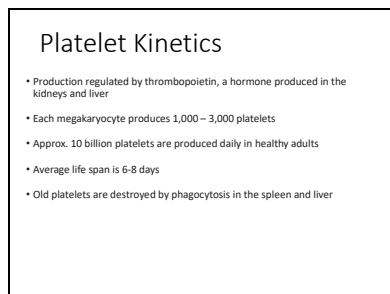 Platelet Kinetics
• Production regulated by thrombopoietin, a hormone produced in the
kidneys and liver
• Each megakaryocyte produces 1,000 – 3,000 platelets
• Approx. 10 billion platelets are produced daily in healthy adults
• Average life span is 6-8 days
• Old platelets are destroyed by phagocytosis in the spleen and liver